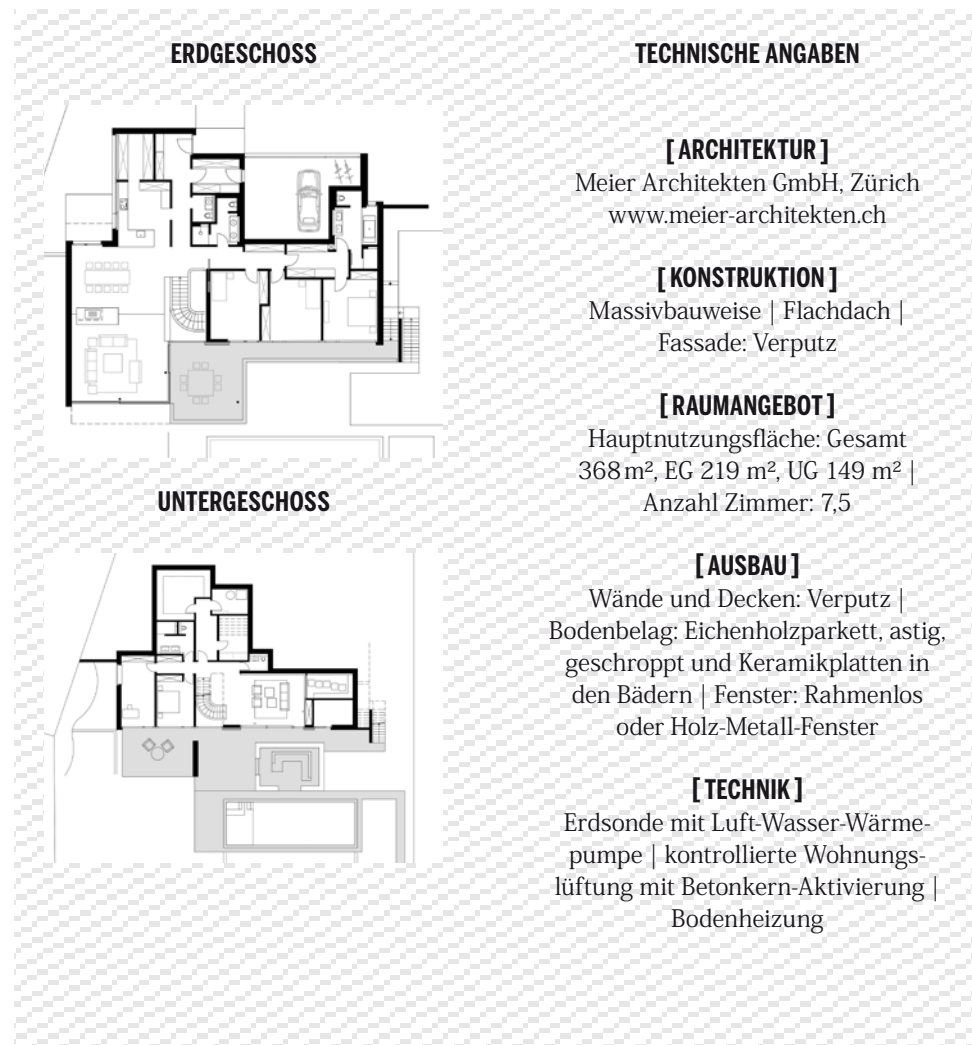 ERDGESCHOSS
UNTERGESCHOSS
TECHNISCHE ANGABEN
[ ARCHITEKTUR ]
Meier Architekten GmbH, Zürich
www.meier-architekten.ch
[ KONSTRUKTION ]
Massivbauweise | Flachdach |
Fassade: Verputz
[ RAUMANGEBOT ]
Hauptnutzungsfläche: Gesamt
368 m², EG 219 m², UG 149 m² |
Anzahl Zimmer: 7,5
[ AUSBAU ]
Wände und Decken: Verputz |
Bodenbelag: Eichenholzparkett, astig,
geschroppt und Keramikplatten in
den Bädern | Fenster: Rahmenlos
oder Holz-Metall-Fenster
[ TECHNIK ]
Erdsonde mit Luft-Wasser-Wärme-
pumpe | kontrollierte Wohnungs-
lüftung mit Betonkern-Aktivierung |
Bodenheizung